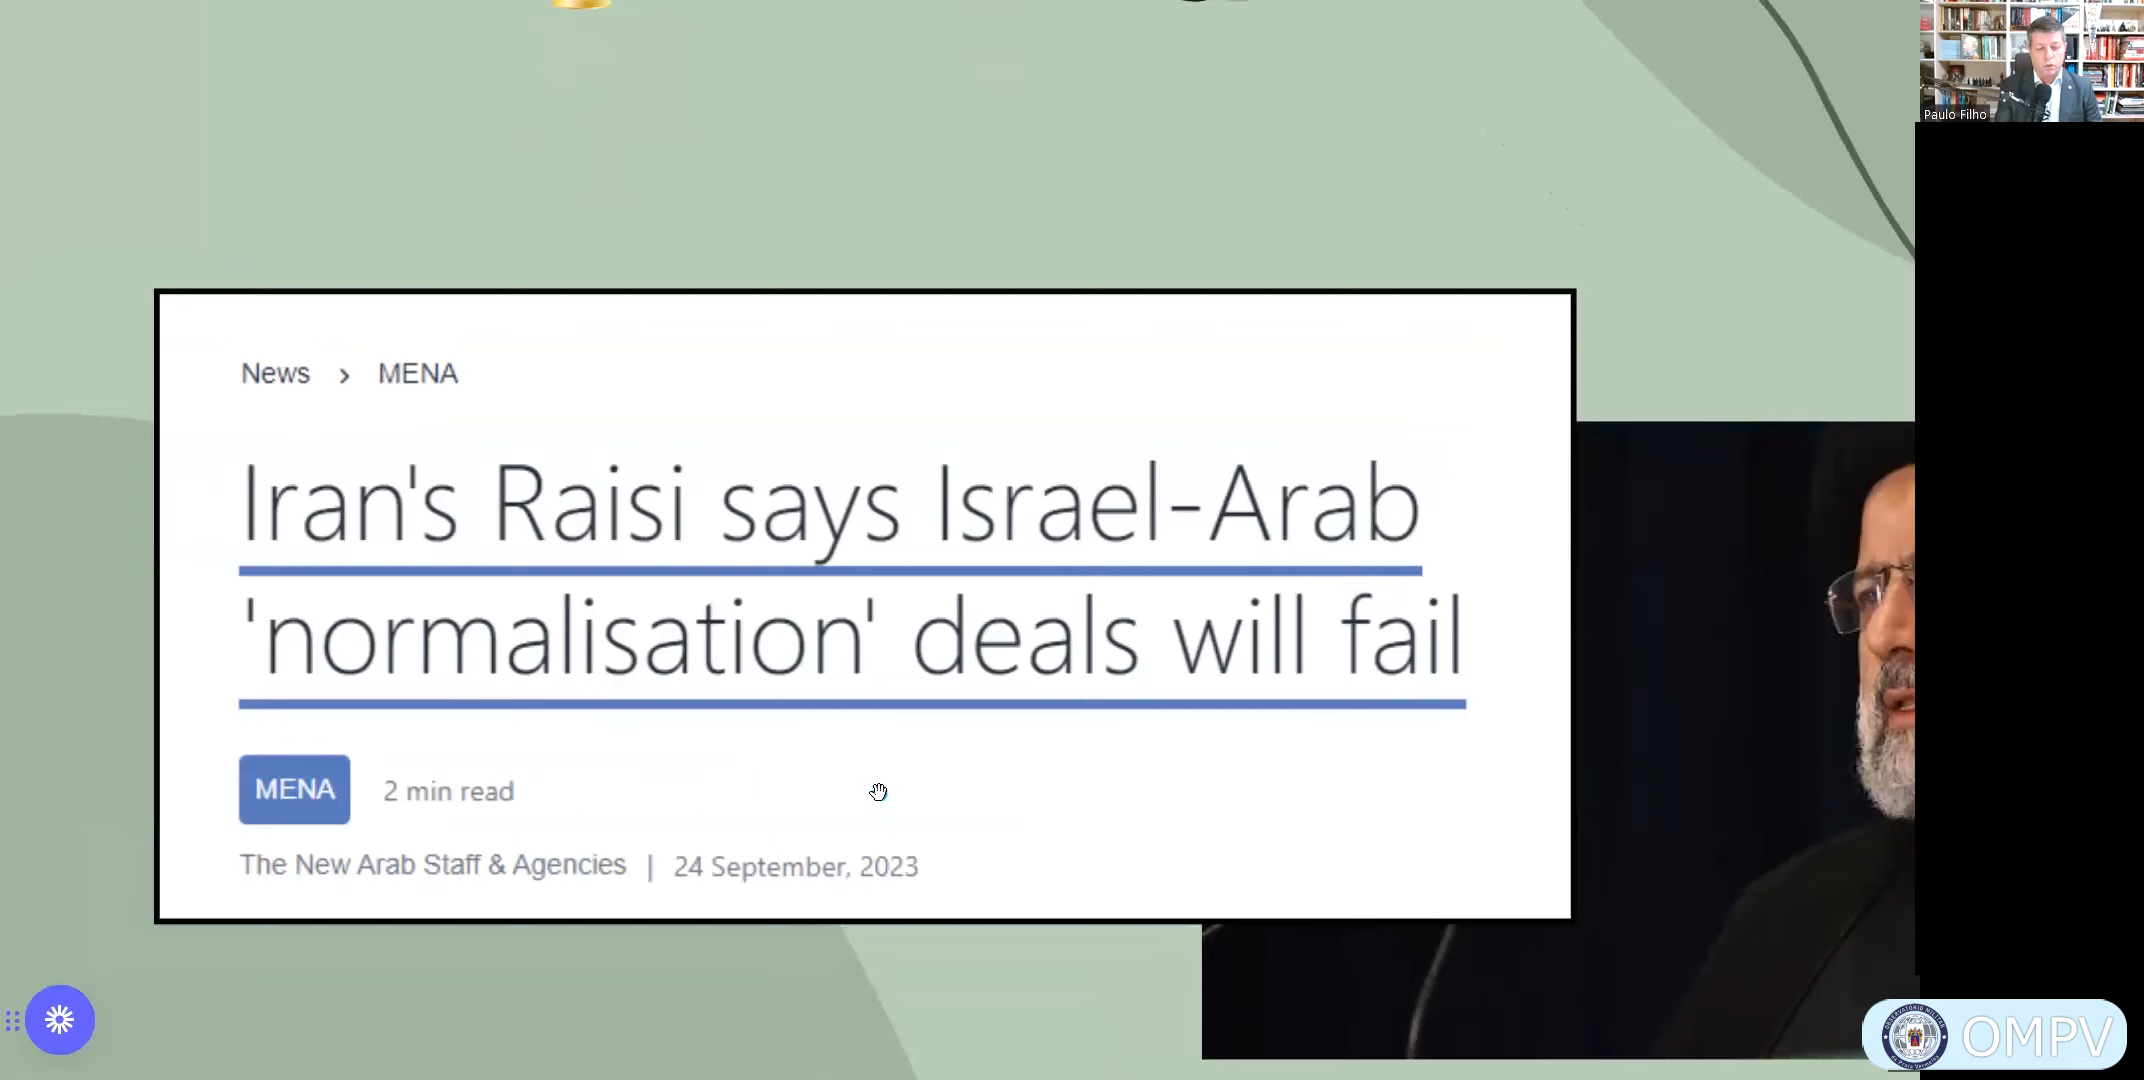 Paulo Filho
News > MENA
Iran's Raisi says Israel-Arab
'normalisation' deals will fail
MENA 2 min read
The New Arab Staff & Agencies | 24 September, 2023
OMPV